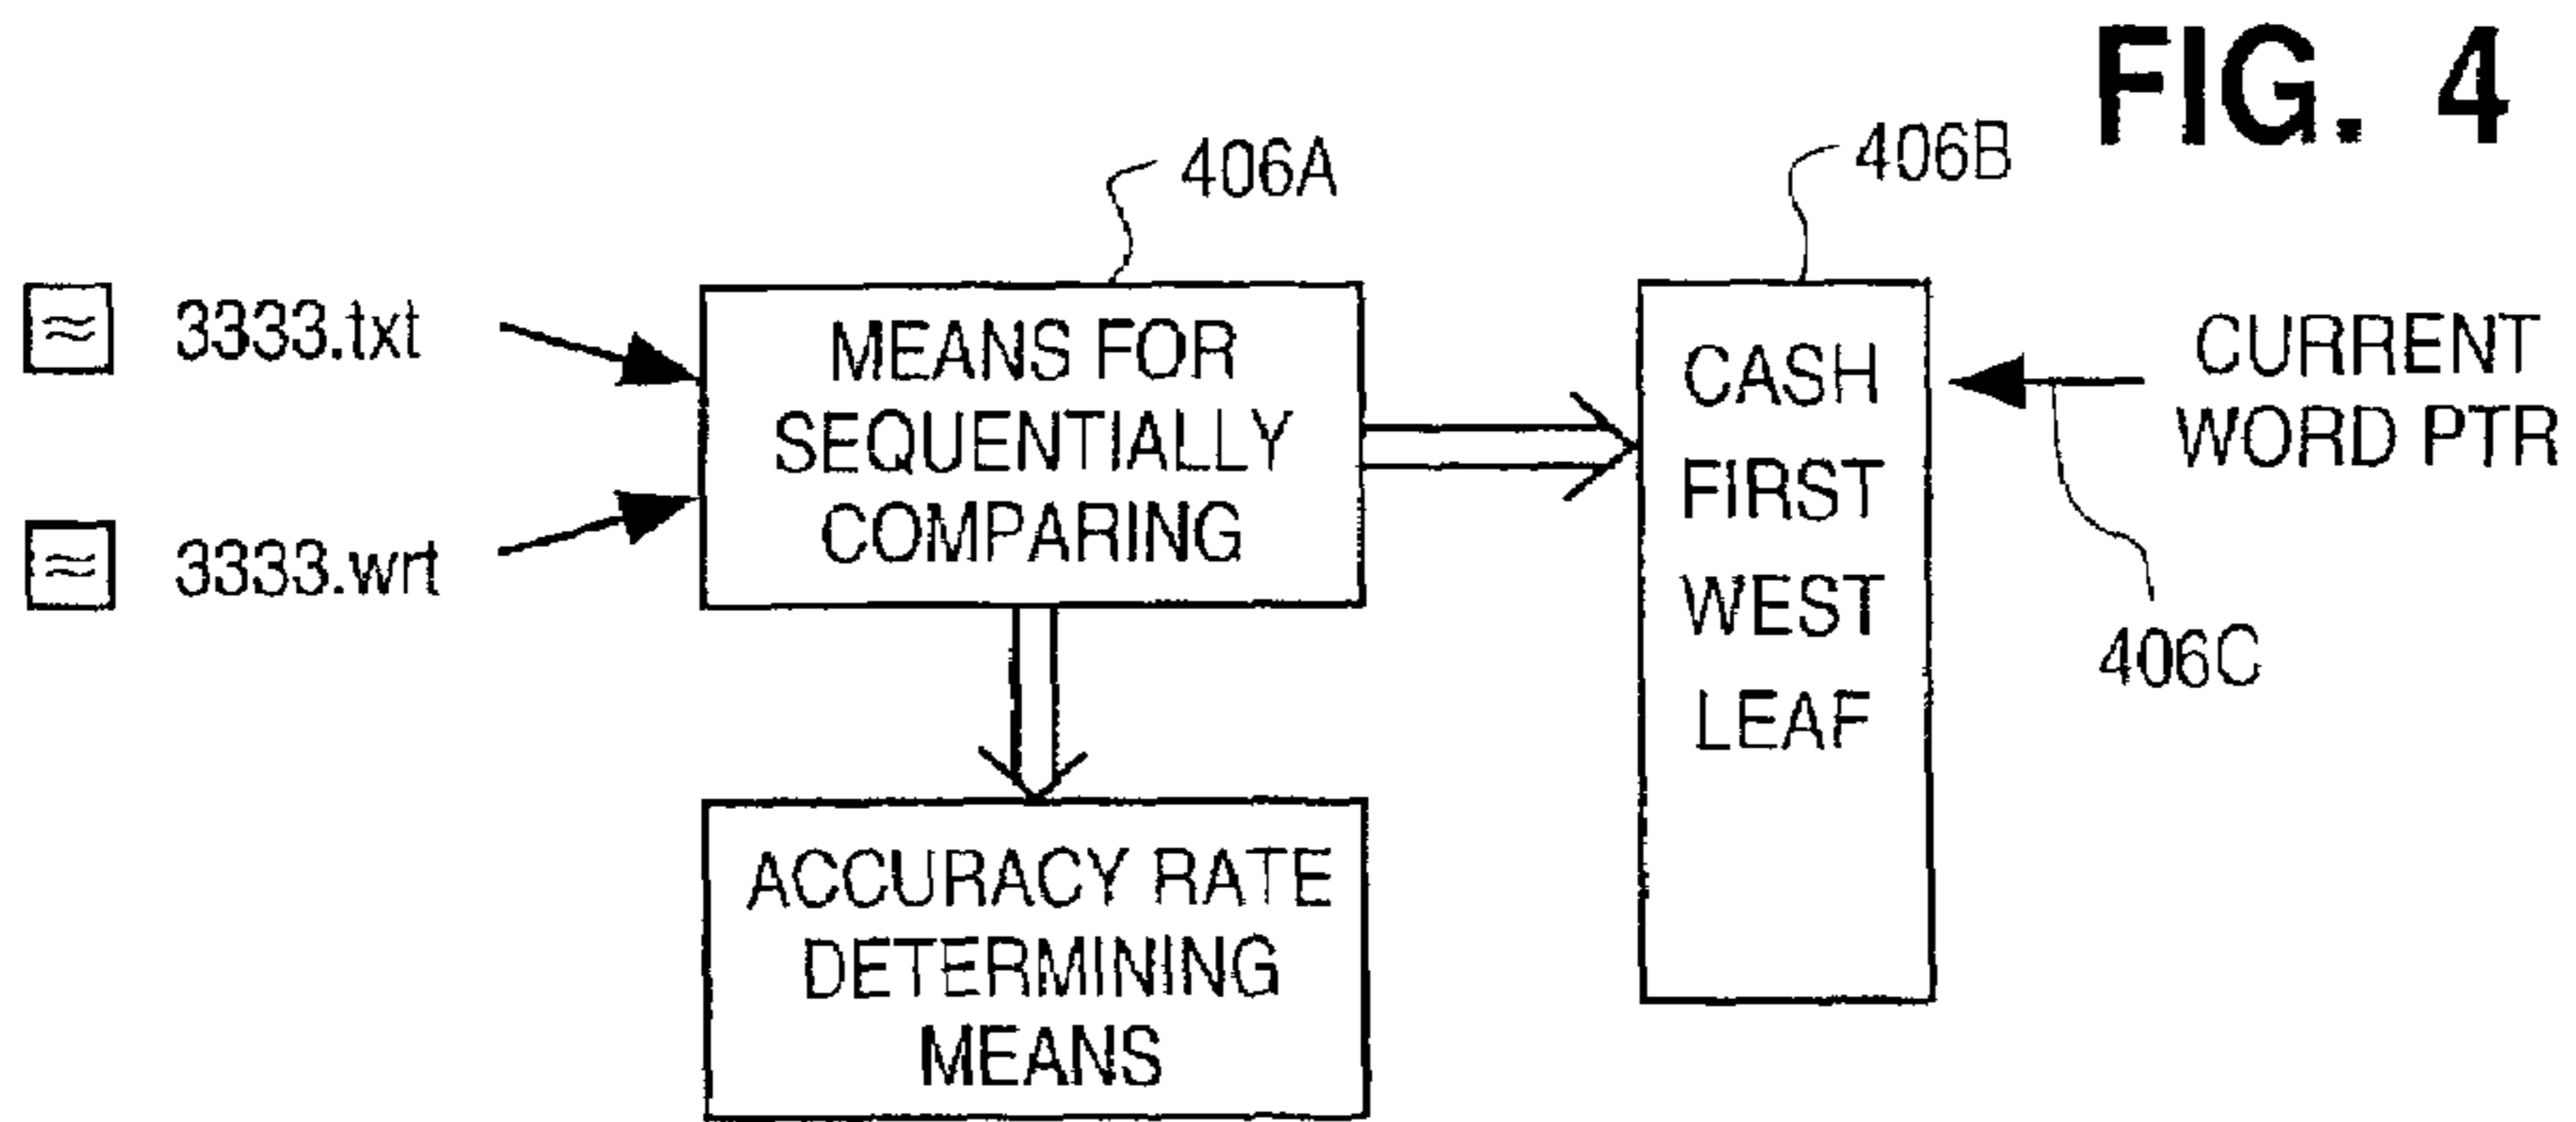 FIG. 4
406A
406B
3333.txt
3333.wrt
MEANS FOR
SEQUENTIALLY
COMPARING
CASH
FIRST
WEST
LEAF
CURRENT
WORD PTR
406C
ACCURACY RATE
DETERMINING
MEANS